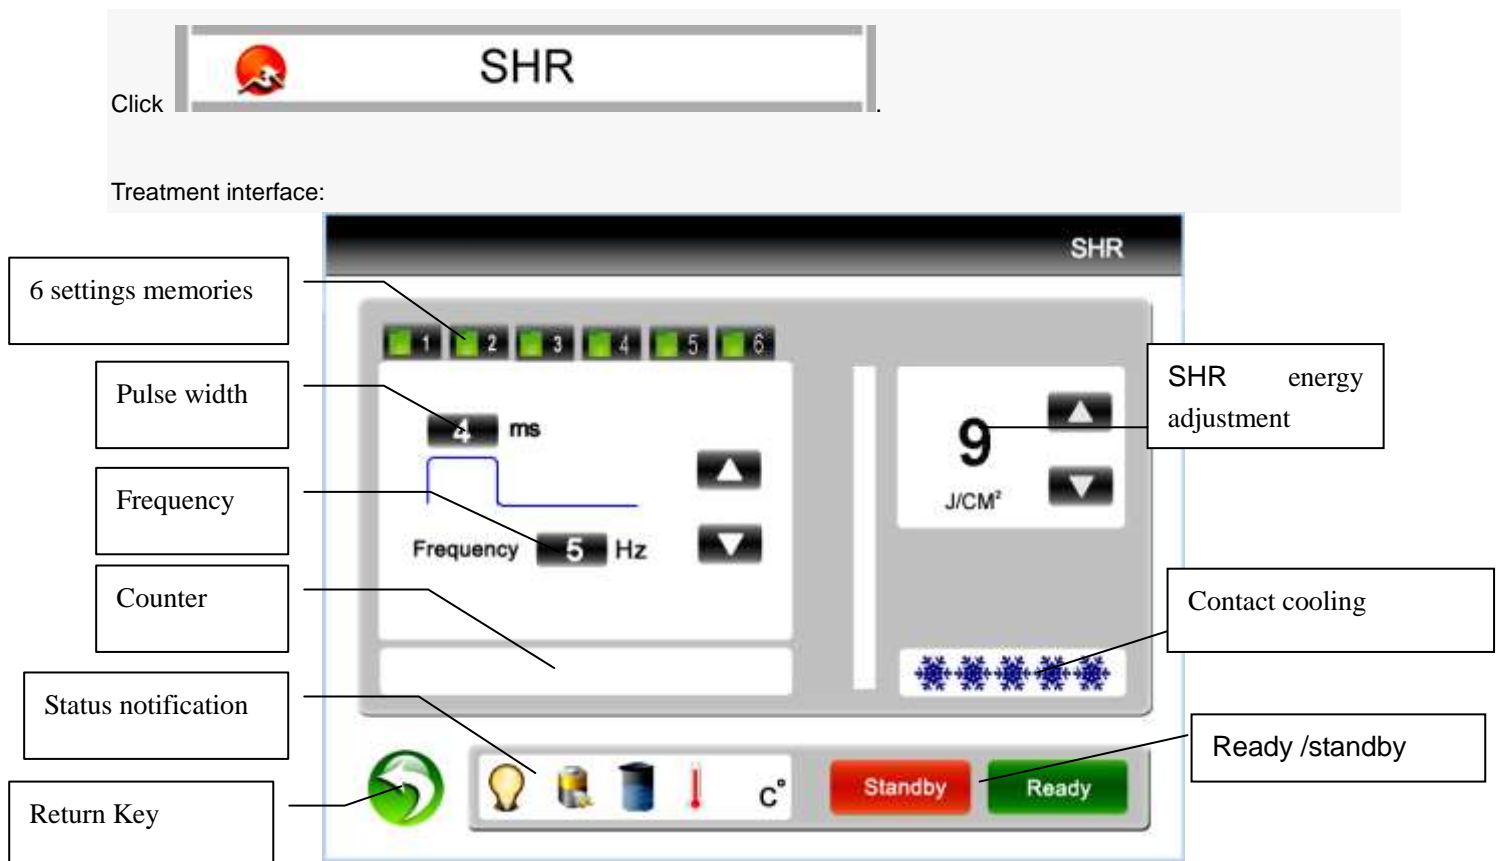 SHR
Click .
Treatment interface:
SHR
6 settings memories
1 2 3 4 5 6
Pulse width
4 ms
SHR energy
adjustment
9
J/CM²
Frequency
Frequency 5 Hz
Counter
Contact cooling
Status notification
Ready /standby
C°
Standby
Ready
Return Key